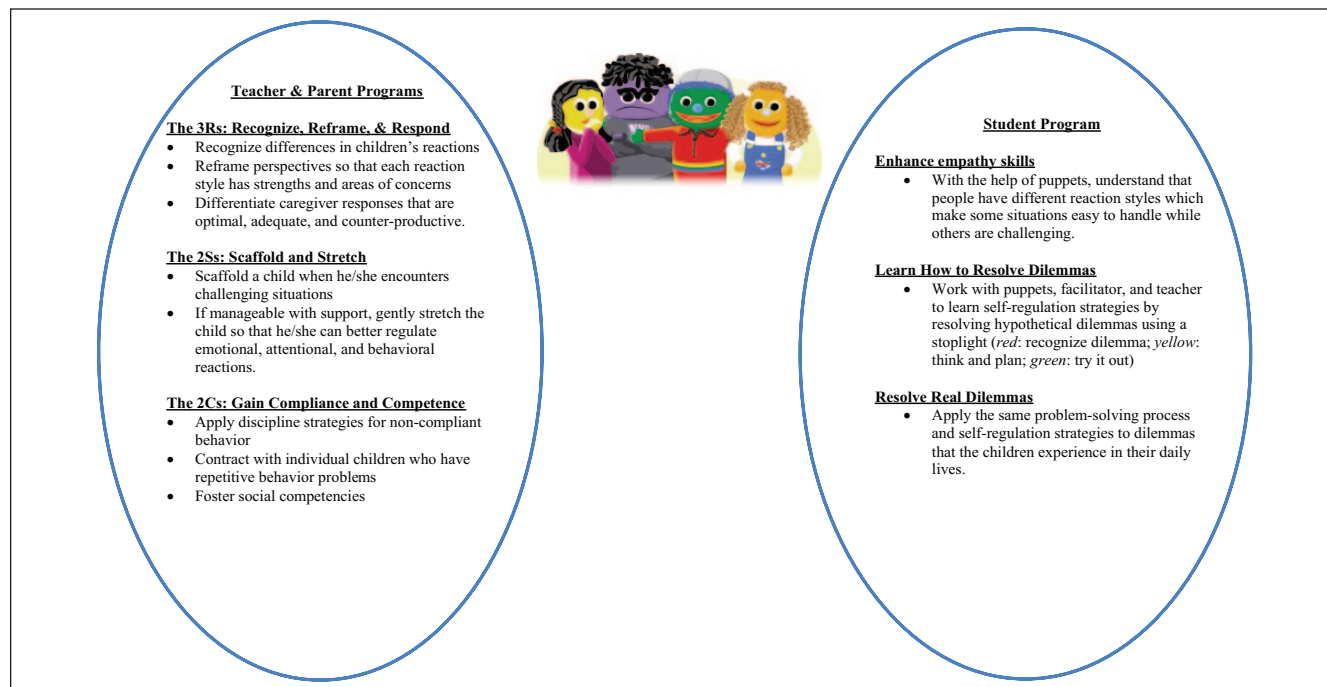 Teacher & Parent Programs
The 3Rs: Recognize, Reframe, & Respond
• Recognize differences in children's reactions
• Reframe perspectives so that each reaction
style has strengths and areas of concerns
• Differentiate caregiver responses that are
optimal, adequate, and counter-productive.
The 2Ss: Scaffold and Stretch
• Scaffold a child when he/she encounters
challenging situations
• If manageable with support, gently stretch the
child so that he/she can better regulate
emotional, attentional, and behavioral
reactions.
The 2Cs: Gain Compliance and Competence
• Apply discipline strategies for non-compliant
behavior
• Contract with individual children who have
repetitive behavior problems
• Foster social competencies
Student Program
Enhance empathy skills
• With the help of puppets, understand that
people have different reaction styles which
make some situations easy to handle while
others are challenging.
Learn How to Resolve Dilemmas
• Work with puppets, facilitator, and teacher
to learn self-regulation strategies by
resolving hypothetical dilemmas using a
stoplight (red: recognize dilemma; yellow:
think and plan; green: try it out)
Resolve Real Dilemmas
• Apply the same problem-solving process
and self-regulation strategies to dilemmas
that the children experience in their daily
lives.